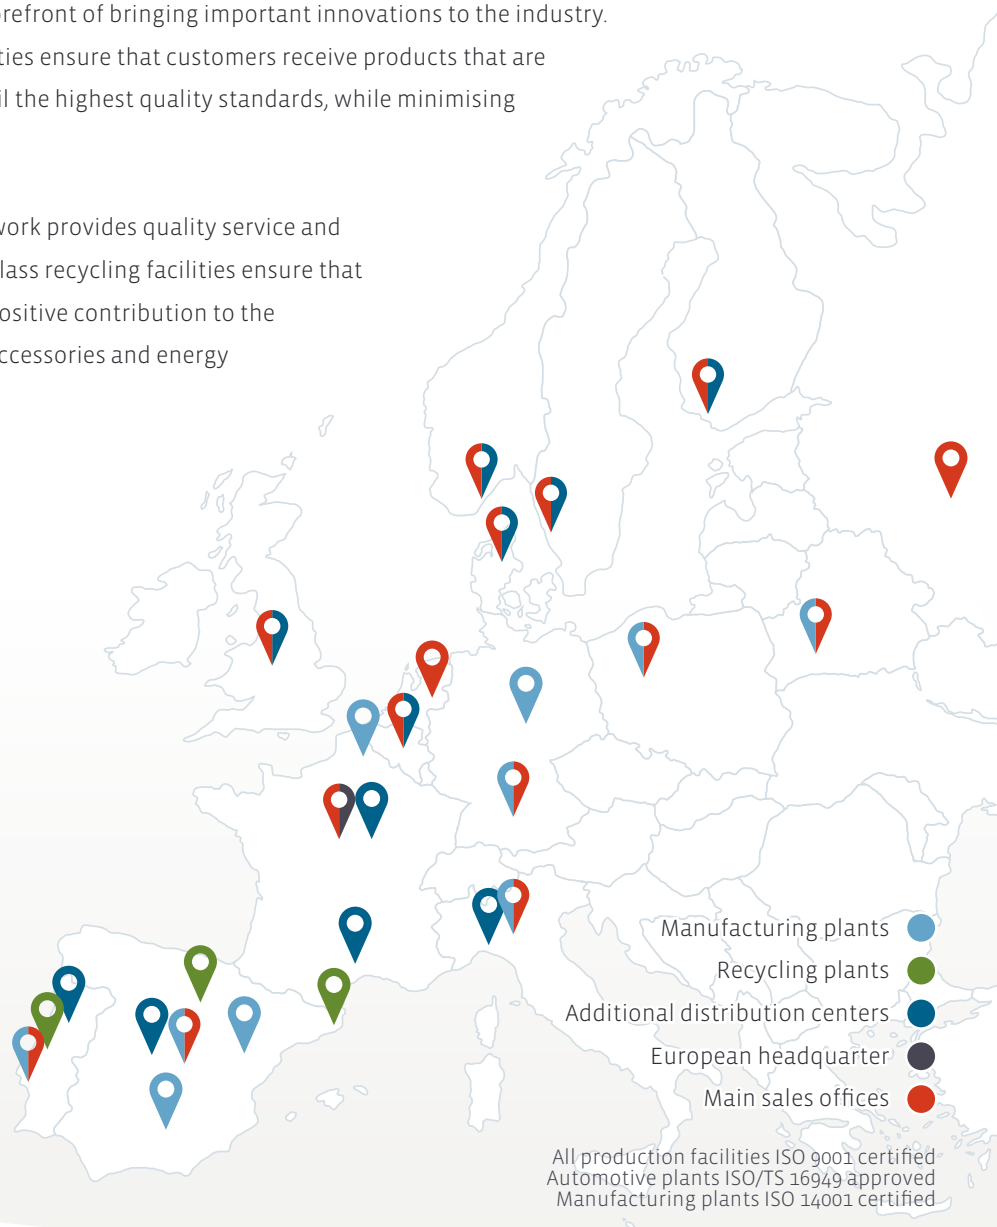 refront of bringing important innovations to the industry.
ties ensure that customers receive products that are
il the highest quality standards, while minimising
work provides quality service and
lass recycling facilities ensure that
ositive contribution to the
ccessories and energy
Manufacturing plants
Recycling plants
Additional distribution centers
European headquarter
Main sales offices
All production facilities ISO 9001 certified
Automotive plants ISO/TS 16949 approved
Manufacturing plants ISO 14001 certified